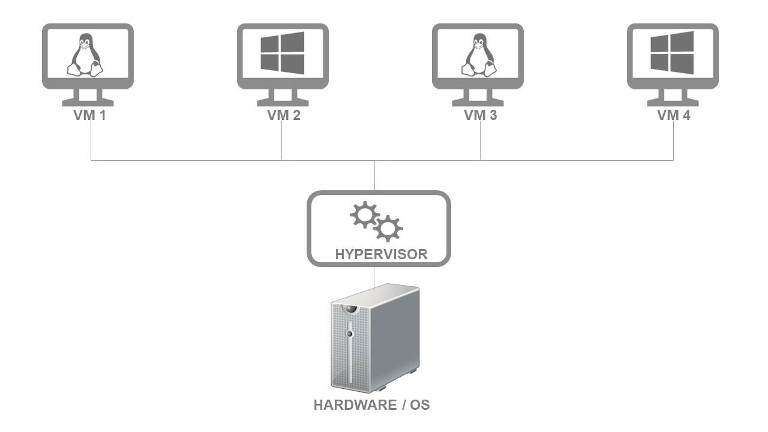 VM 1
VM 2
VM 3
VM 4
HYPERVISOR
HARDWARE / OS